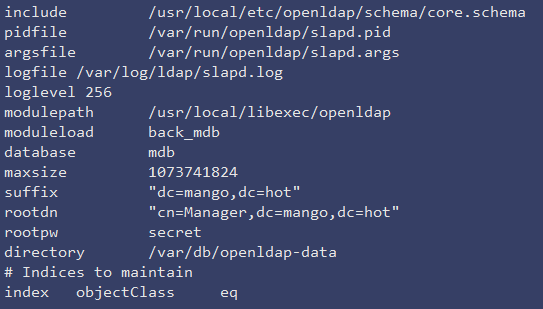 include         /usr/local/etc/openldap/schema/core.schema
pidfile         /var/run/openldap/slapd.pid
argsfile        /var/run/openldap/slapd.args
logfile /var/log/ldap/slapd.log
loglevel 256
modulepath      /usr/local/libexec/openldap
moduleload      back_mdb
database        mdb
maxsize         1073741824
suffix          "dc=mango,dc=hot"
rootdn          "cn=Manager,dc=mango,dc=hot"
rootpw          secret
directory       /var/db/openldap-data
# Indices to maintain
index   objectClass     eq